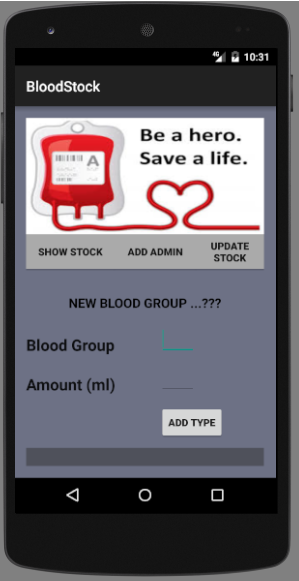 4G 10:31
BloodStock
A
Be a hero.
Save a life.
SHOW STOCK ADD ADMIN UPDATE STOCK
NEW BLOOD GROUP ...???
Blood Group
Amount (ml)
ADD TYPE